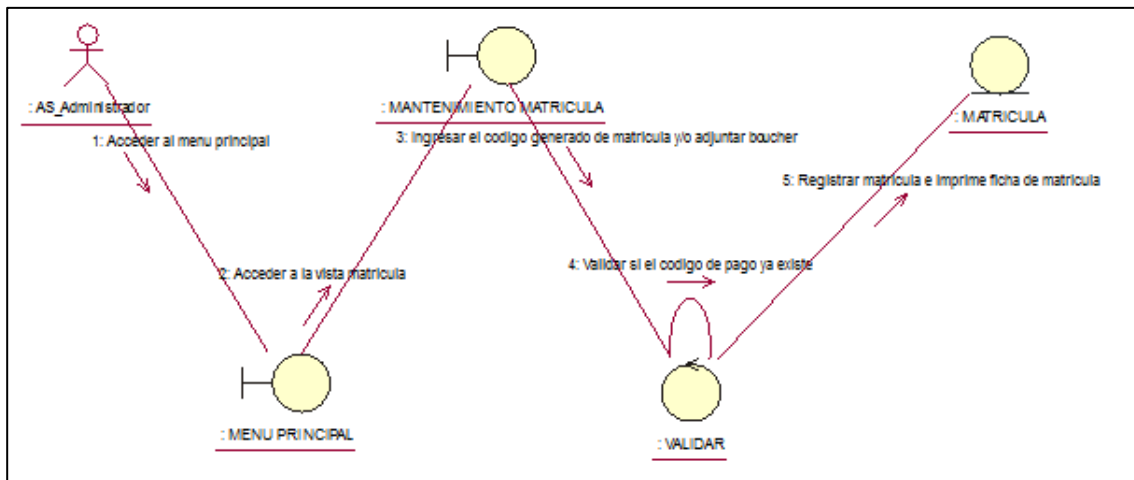 : AS_Administrador
: MANTENIMIENTO MATRICULA
: MATRICULA
1: Acceder al menu principal
3: Ingresar el codigo generado de matricula y/o adjuntar boucher
5: Registrar matricula e imprime ficha de matricula
2: Acceder a la vista matricula
4: Validar si el codigo de pago ya existe
: MENU PRINCIPAL
: VALIDAR